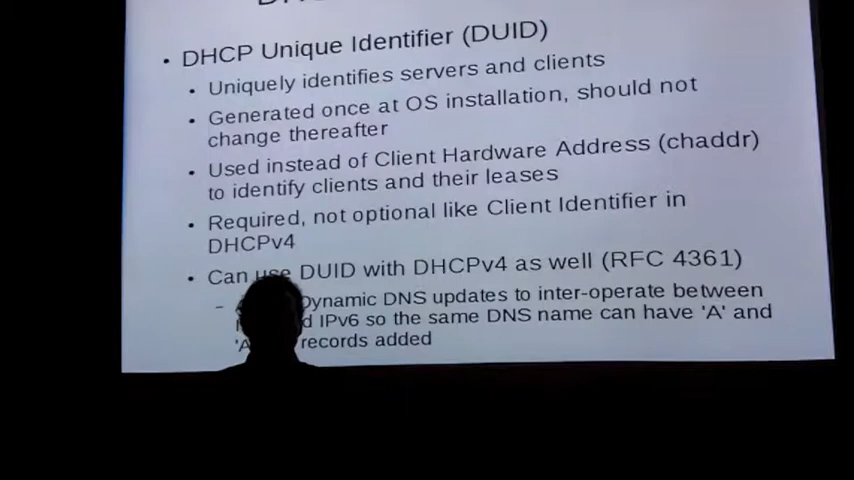 • DHCP Unique Identifier (DUID)
• Uniquely identifies servers and clients
• Generated once at OS installation, should not
change thereafter
• Used instead of Client Hardware Address (chaddr)
to identify clients and their leases
• Required, not optional like Client Identifier in
DHCPv4
• Can use DUID with DHCPv4 as well (RFC 4361)
– Dynamic DNS updates to inter-operate between
IPv6 so the same DNS name can have 'A' and
records added